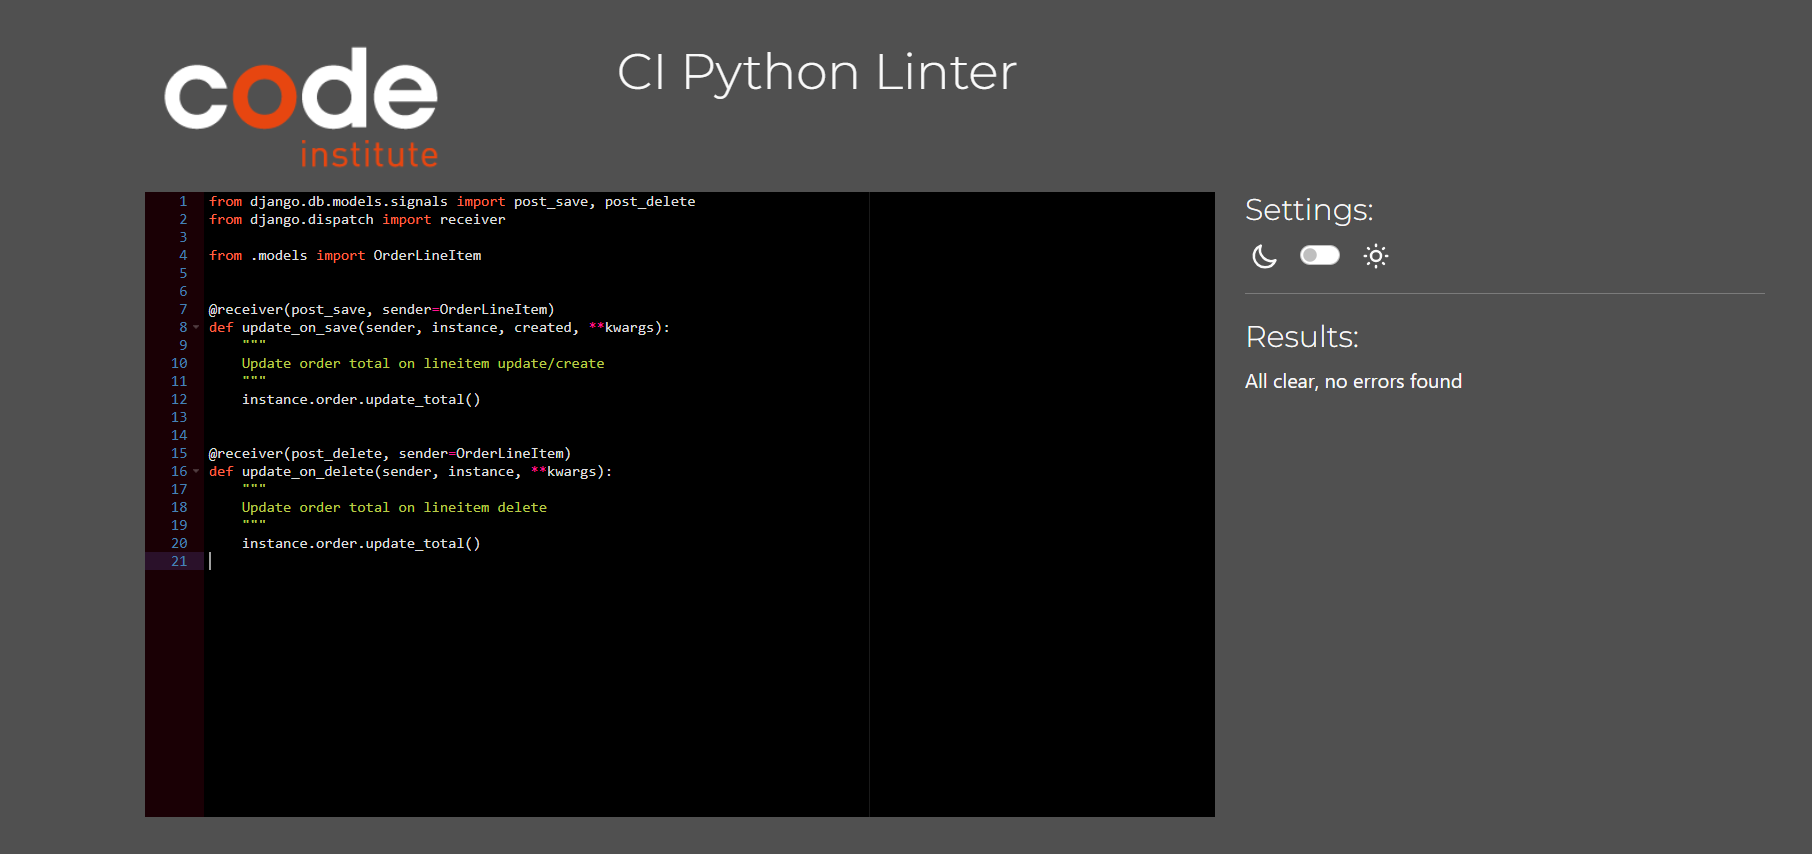 code
institute
CI Python Linter
1 from django.db.models.signals import post_save, post_delete
2 from django.dispatch import receiver
3
4 from .models import OrderLineItem
5
6
7 @receiver(post_save, sender=OrderLineItem)
8 def update_on_save(sender, instance, created, **kwargs):
9     """
10     Update order total on lineitem update/create
11     """
12     instance.order.update_total()
13
14
15 @receiver(post_delete, sender=OrderLineItem)
16 def update_on_delete(sender, instance, **kwargs):
17     """
18     Update order total on lineitem delete
19     """
20     instance.order.update_total()
21
Settings:
Results:
All clear, no errors found